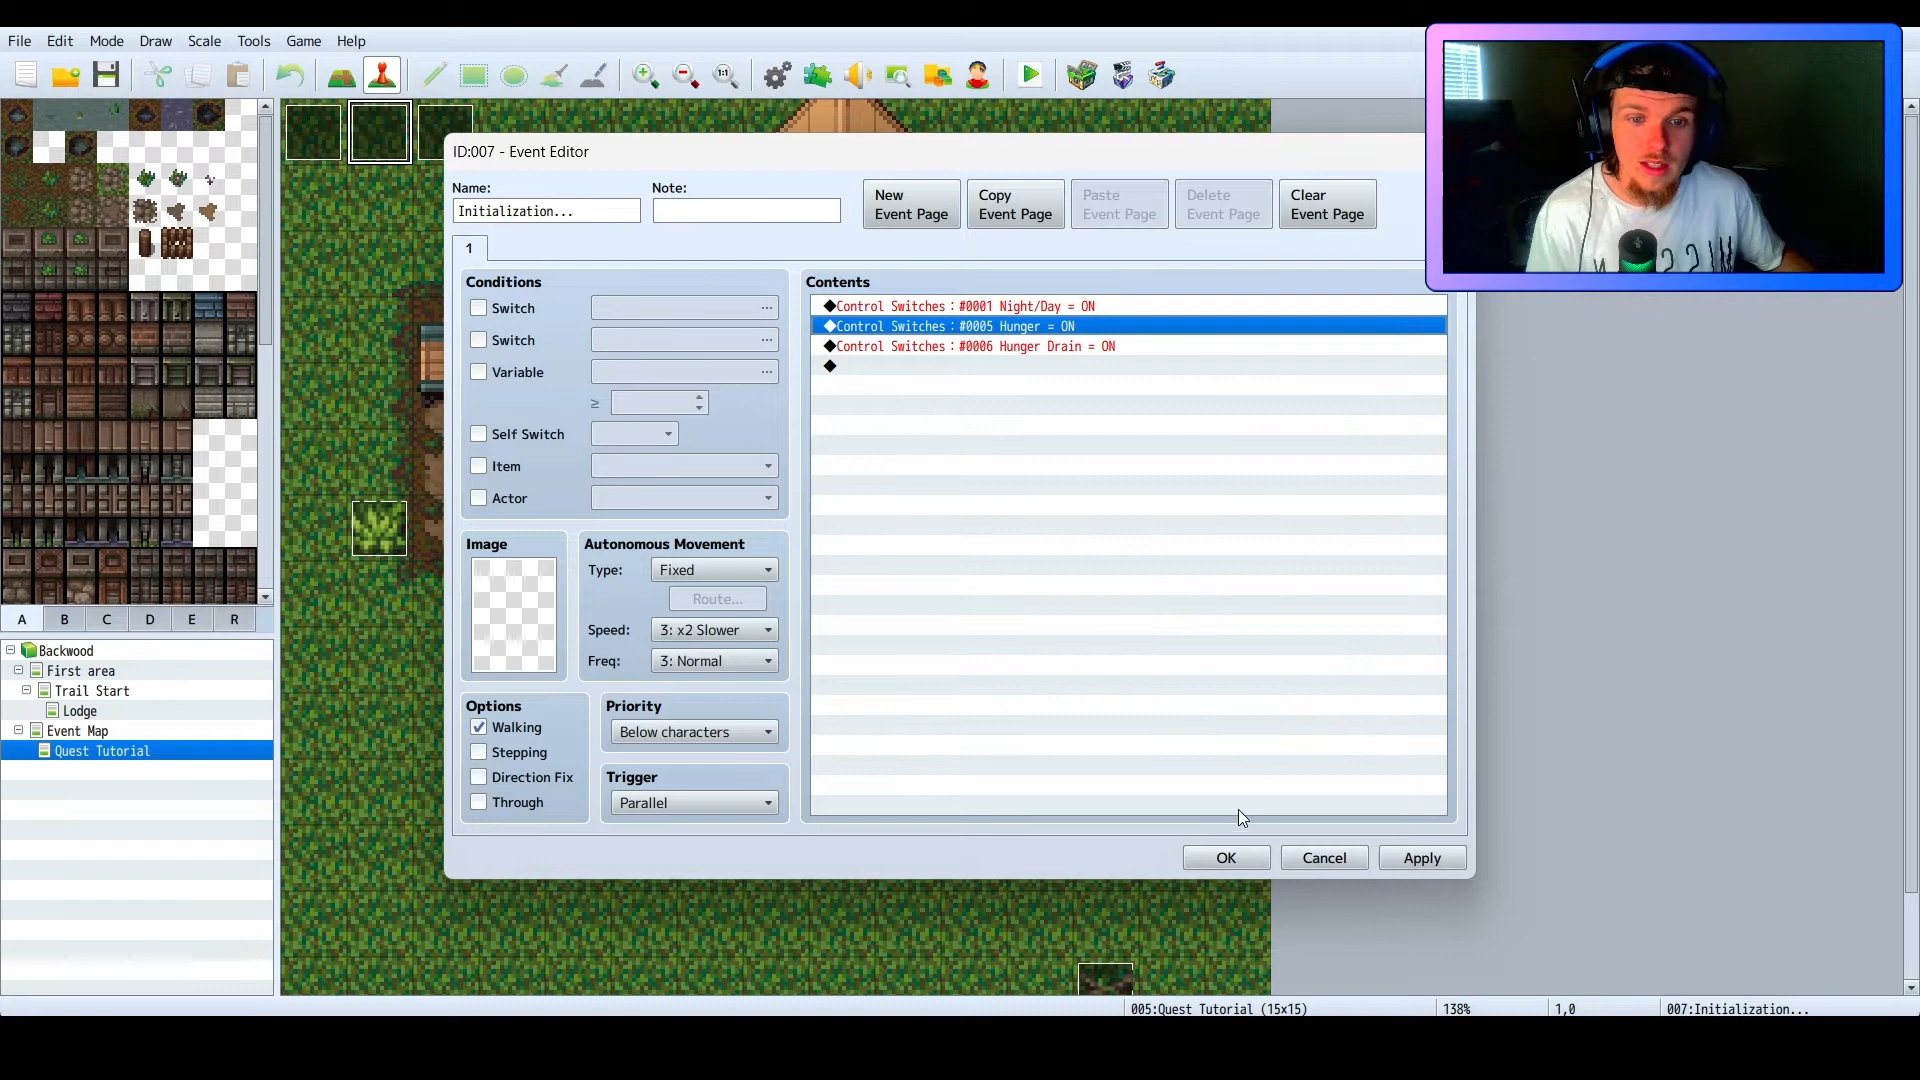 File Edit Mode Draw Scale Tools Game Help
1:1
ID:007 - Event Editor
Name:
Note:
Initialization...
New
Event Page
Copy
Event Page
Paste
Event Page
Delete
Event Page
Clear
Event Page
1
Conditions
Switch ...
Switch ...
Variable ...
≥
Self Switch
Item
Actor
Image
Autonomous Movement
Type: Fixed
Route...
Speed: 3: x2 Slower
Freq: 3: Normal
Options
Walking
Stepping
Direction Fix
Through
Priority
Below characters
Trigger
Parallel
Contents
◆Control Switches：#0001 Night/Day = ON
◆Control Switches：#0005 Hunger = ON
◆Control Switches：#0006 Hunger Drain = ON
◆
OK Cancel Apply
A B C D E R
Backwood
First area
Trail Start
Lodge
Event Map
Quest Tutorial
005:Quest Tutorial (15x15) 138% 1,0 007:Initialization...